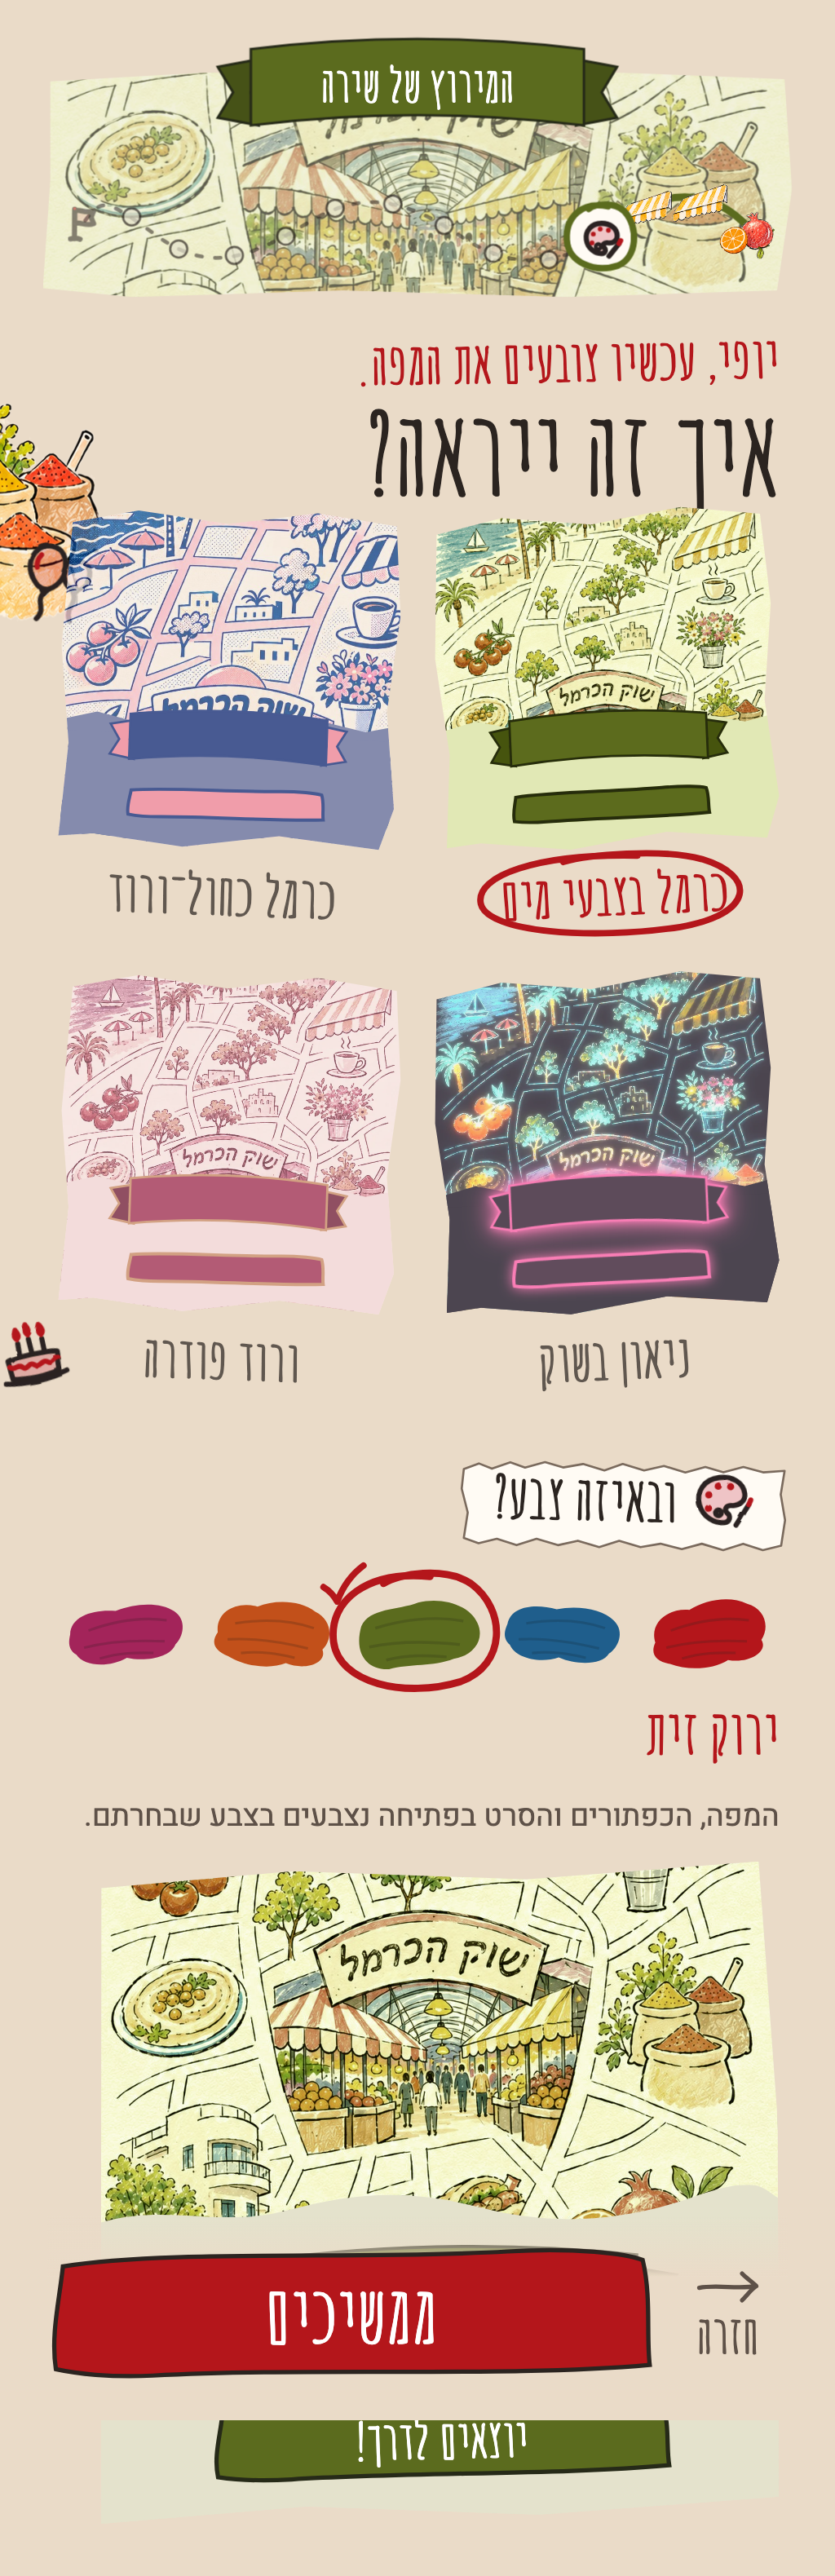 המירוץ של שירה
יופי, עכשיו צובעים את המפה.
איך זה ייראה?
שוק הכרמל
שוק הכרמל
כרמל בצבעי מים
כרמל כחול־ורוד
שוק הכרמל
שוק הכרמל
ניאון בשוק
ורוד פודרה
ובאיזה צבע?
ירוק זית
המפה, הכפתורים והסרט בפתיחה נצבעים בצבע שבחרתם.
שוק הכרמל
חזרה
ממשיכים
יוצאים לדרך!